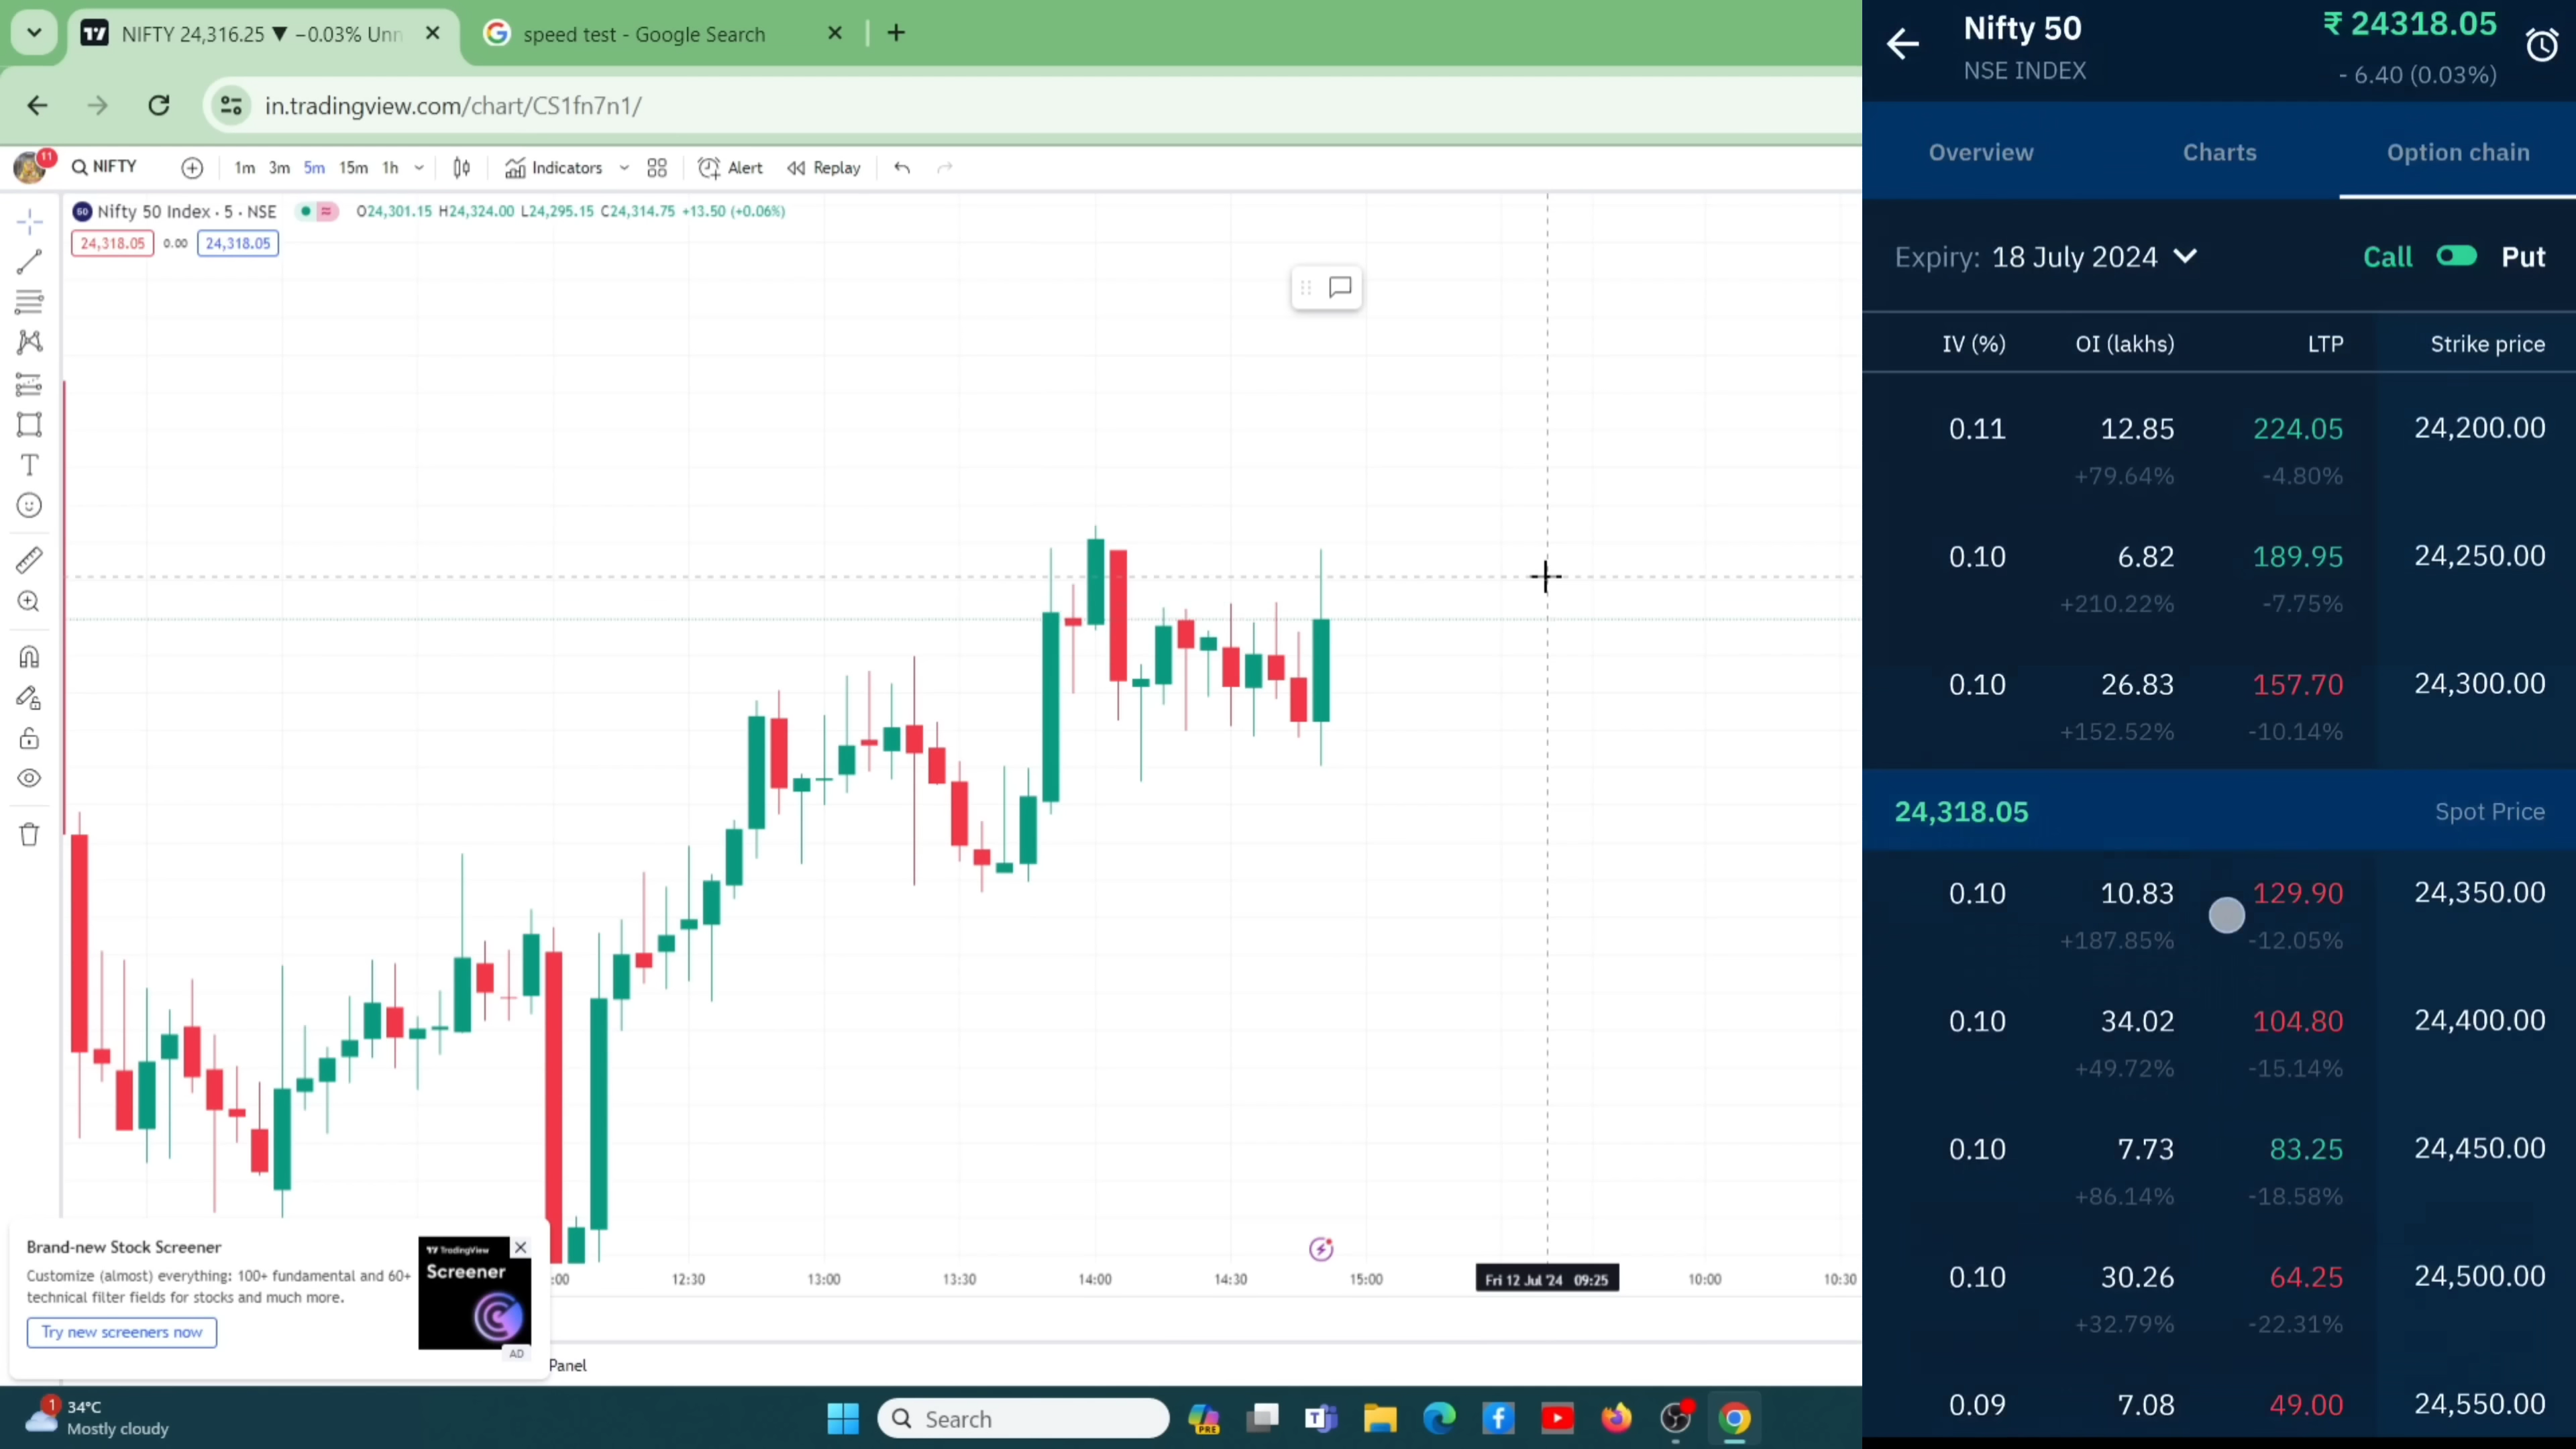 NIFTY 24,316.25 ▼ −0.03% Unn
speed test - Google Search
in.tradingview.com/chart/CS1fn7n1/
11
NIFTY
1m 3m 5m 15m 1h
Indicators
Alert
Replay
50 Nifty 50 Index · 5 · NSE
O24,301.15 H24,324.00 L24,295.15 C24,314.75 +13.50 (+0.06%)
24,318.05 0.00 24,318.05
:00 12:30 13:00 13:30 14:00 14:30 15:00 Fri 12 Jul '24 09:25 10:00 10:30
Brand-new Stock Screener
Customize (almost) everything: 100+ fundamental and 60+
technical filter fields for stocks and much more.
Try new screeners now
TradingView
Screener
AD
Panel
1
34°C
Mostly cloudy
Search
PRE
Nifty 50
NSE INDEX
₹ 24318.05
- 6.40 (0.03%)
Overview Charts Option chain
Expiry: 18 July 2024
Call Put
IV (%) OI (lakhs) LTP Strike price
0.11 12.85 224.05 24,200.00
+79.64% -4.80%
0.10 6.82 189.95 24,250.00
+210.22% -7.75%
0.10 26.83 157.70 24,300.00
+152.52% -10.14%
24,318.05 Spot Price
0.10 10.83 129.90 24,350.00
+187.85% -12.05%
0.10 34.02 104.80 24,400.00
+49.72% -15.14%
0.10 7.73 83.25 24,450.00
+86.14% -18.58%
0.10 30.26 64.25 24,500.00
+32.79% -22.31%
0.09 7.08 49.00 24,550.00